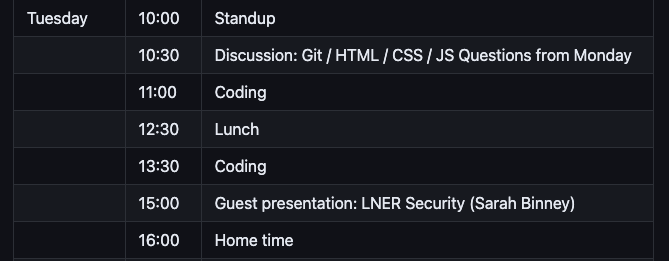 Tuesday 10:00 Standup
10:30 Discussion: Git / HTML / CSS / JS Questions from Monday
11:00 Coding
12:30 Lunch
13:30 Coding
15:00 Guest presentation: LNER Security (Sarah Binney)
16:00 Home time